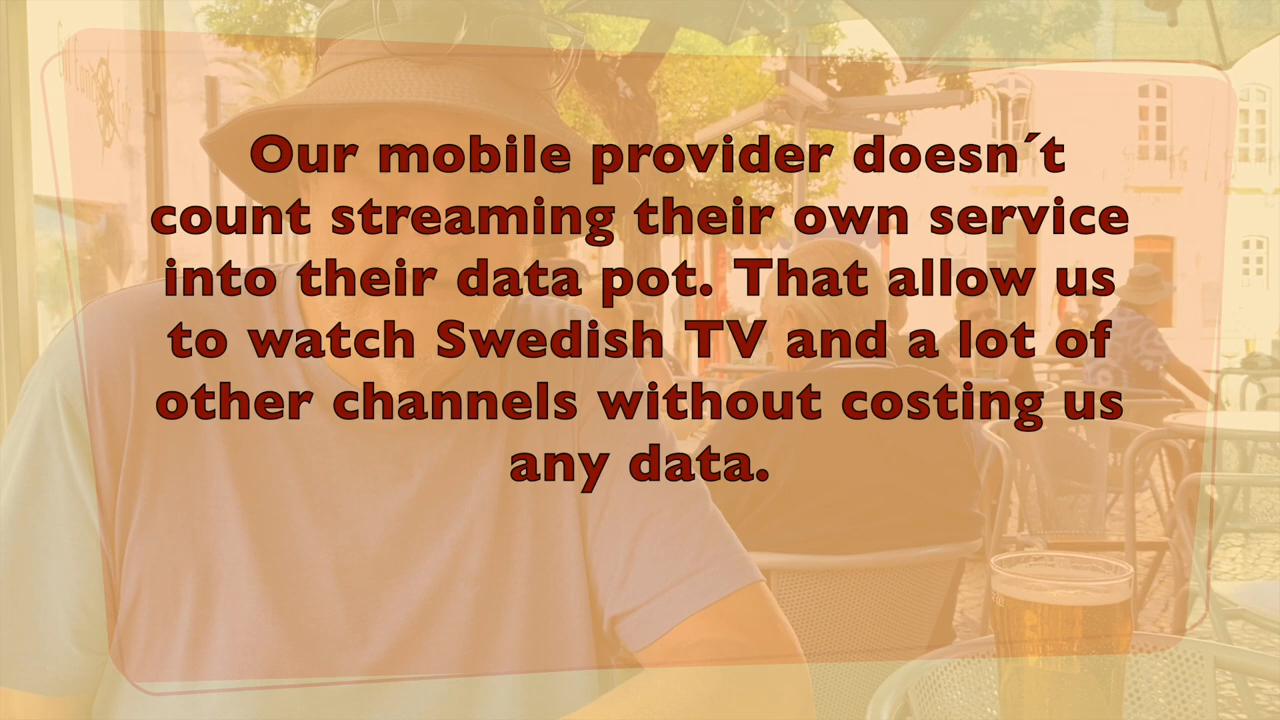 Our mobile provider doesn´t
count streaming their own service
into their data pot. That allow us
to watch Swedish TV and a lot of
other channels without costing us
any data.